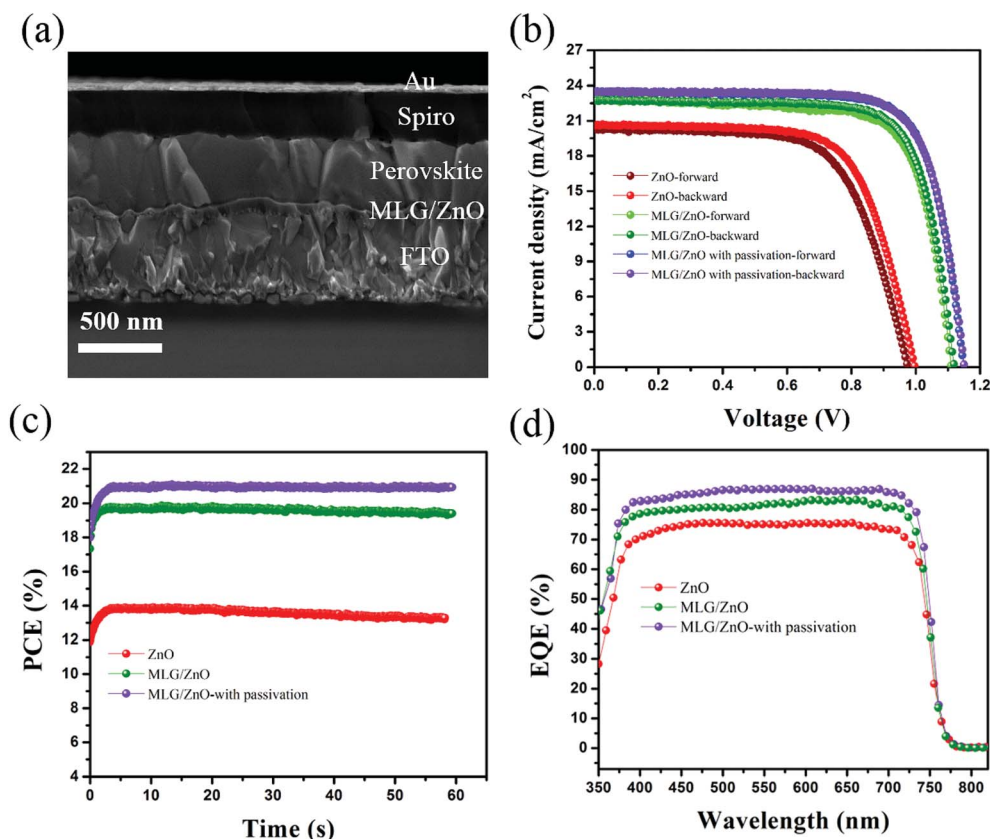 (a)
Au
Spiro
Perovskite
MLG/ZnO
FTO
500 nm
(b)
Current density (mA/cm²)
27
24
21
18
15
12
9
6
3
0
ZnO-forward
ZnO-backward
MLG/ZnO-forward
MLG/ZnO-backward
MLG/ZnO with passivation-forward
MLG/ZnO with passivation-backward
0.0 0.2 0.4 0.6 0.8 1.0 1.2
Voltage (V)
(c)
PCE (%)
22
20
18
16
14
12
10
8
6
4
ZnO
MLG/ZnO
MLG/ZnO-with passivation
0 10 20 30 40 50 60
Time (s)
(d)
EQE (%)
100
90
80
70
60
50
40
30
20
10
0
ZnO
MLG/ZnO
MLG/ZnO-with passivation
350 400 450 500 550 600 650 700 750 800
Wavelength (nm)